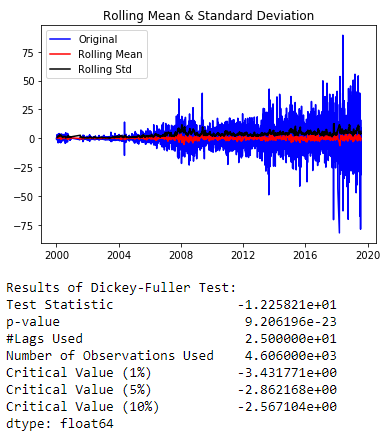 Rolling Mean & Standard Deviation
Original
Rolling Mean
Rolling Std
75
50
25
0
−25
−50
−75
2000 2004 2008 2012 2016 2020
Results of Dickey-Fuller Test:
Test Statistic -1.225821e+01
p-value 9.206196e-23
#Lags Used 2.500000e+01
Number of Observations Used 4.606000e+03
Critical Value (1%) -3.431771e+00
Critical Value (5%) -2.862168e+00
Critical Value (10%) -2.567104e+00
dtype: float64